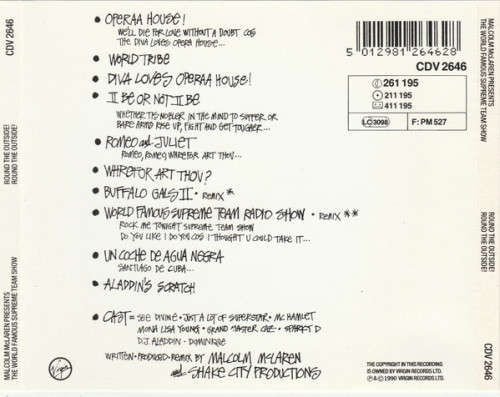 MALCOLM McLAREN PRESENTS
THE WORLD FAMOUS SUPREME TEAM SHOW
ROUND THE OUTSIDE!
ROUND THE OUTSIDE!
CDV 2646
• OPERAA HOUSE!
WE'LL DIE FOR LOVE WITHOUT A DOUBT COS
THE DIVA LOVES OPERA HOUSE...
• WORLD TRIBE
• DIVA LOVES OPERAA HOUSE!
• II BE OR NOT II BE
WHETHER TIS NOBLER IN THE MIND TO SUFFER OR
BARE ARMS RISE UP, FIGHT AND GET TOUGHER...
• ROMEO and JULIET
ROMEO, ROMEO, WHREFOR ART THOU...
• WHREFOR ART THOU?
• BUFFALO GALS II • REMIX *
• WORLD FAMOUS SUPREME TEAM RADIO SHOW • REMIX **
ROCK ME TONIGHT SUPREME TEAM SHOW
DO YOU LIKE I DO YOU COS I THOUGHT U COULD TAKE IT...
• UN COCHE DE AGUA NEGRA
SANTIAGO DE CUBA...
• ALADDIN'S SCRATCH
• CAST = SEE DIVINE • JUST A LOT OF SUPERSTAR • MC HAMLET
MONA LISA YOUNG • GRAND MASTER CAZ •
D.J. ALADDIN - DOMINIQUE
WRITTEN • PRODUCED • REMIX BY MALCOLM McLAREN
and SHAKE CITY PRODUCTIONS
Virgin
5 012981 264628
CDV 2646
261 195
211 195
411 195
LC 3098
F: PM 527
THE COPYRIGHT IN THIS RECORDING
IS OWNED BY VIRGIN RECORDS LTD.
℗ & © 1990 VIRGIN RECORDS LTD.
MALCOLM McLAREN PRESENTS
THE WORLD FAMOUS SUPREME TEAM SHOW
ROUND THE OUTSIDE!
ROUND THE OUTSIDE!
CDV 2646